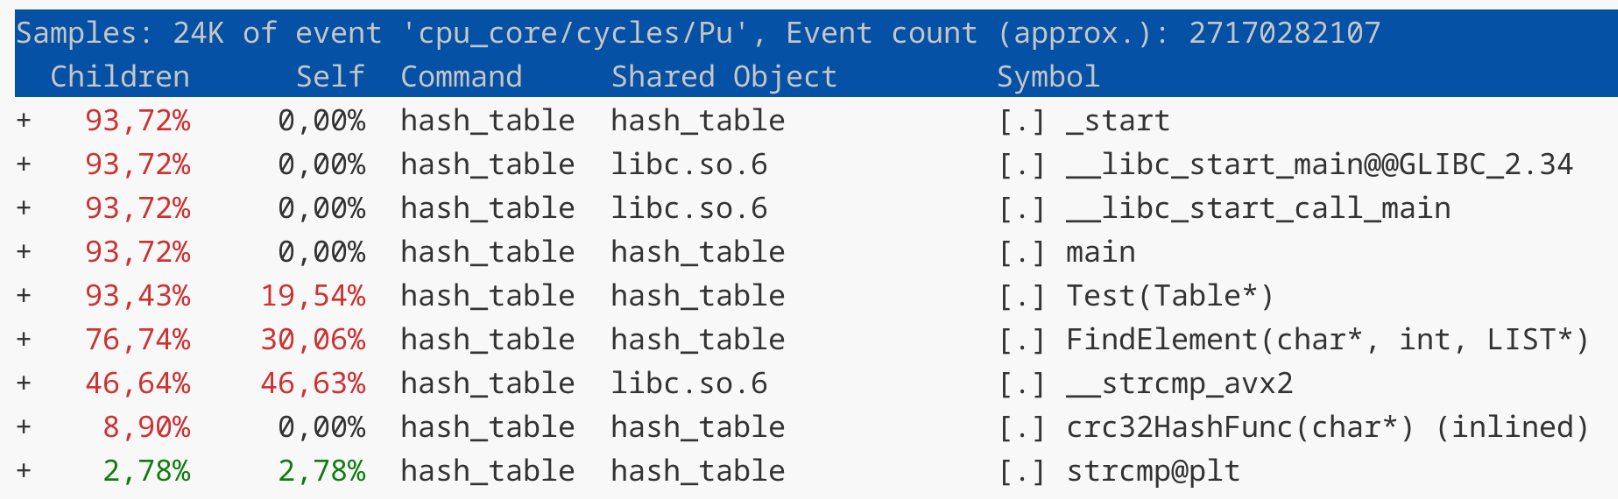 Samples: 24K of event 'cpu_core/cycles/Pu', Event count (approx.): 27170282107
Children Self Command Shared Object Symbol
+ 93,72% 0,00% hash_table hash_table [.] _start
+ 93,72% 0,00% hash_table libc.so.6 [.] __libc_start_main@@GLIBC_2.34
+ 93,72% 0,00% hash_table libc.so.6 [.] __libc_start_call_main
+ 93,72% 0,00% hash_table hash_table [.] main
+ 93,43% 19,54% hash_table hash_table [.] Test(Table*)
+ 76,74% 30,06% hash_table hash_table [.] FindElement(char*, int, LIST*)
+ 46,64% 46,63% hash_table libc.so.6 [.] __strcmp_avx2
+ 8,90% 0,00% hash_table hash_table [.] crc32HashFunc(char*) (inlined)
+ 2,78% 2,78% hash_table hash_table [.] strcmp@plt